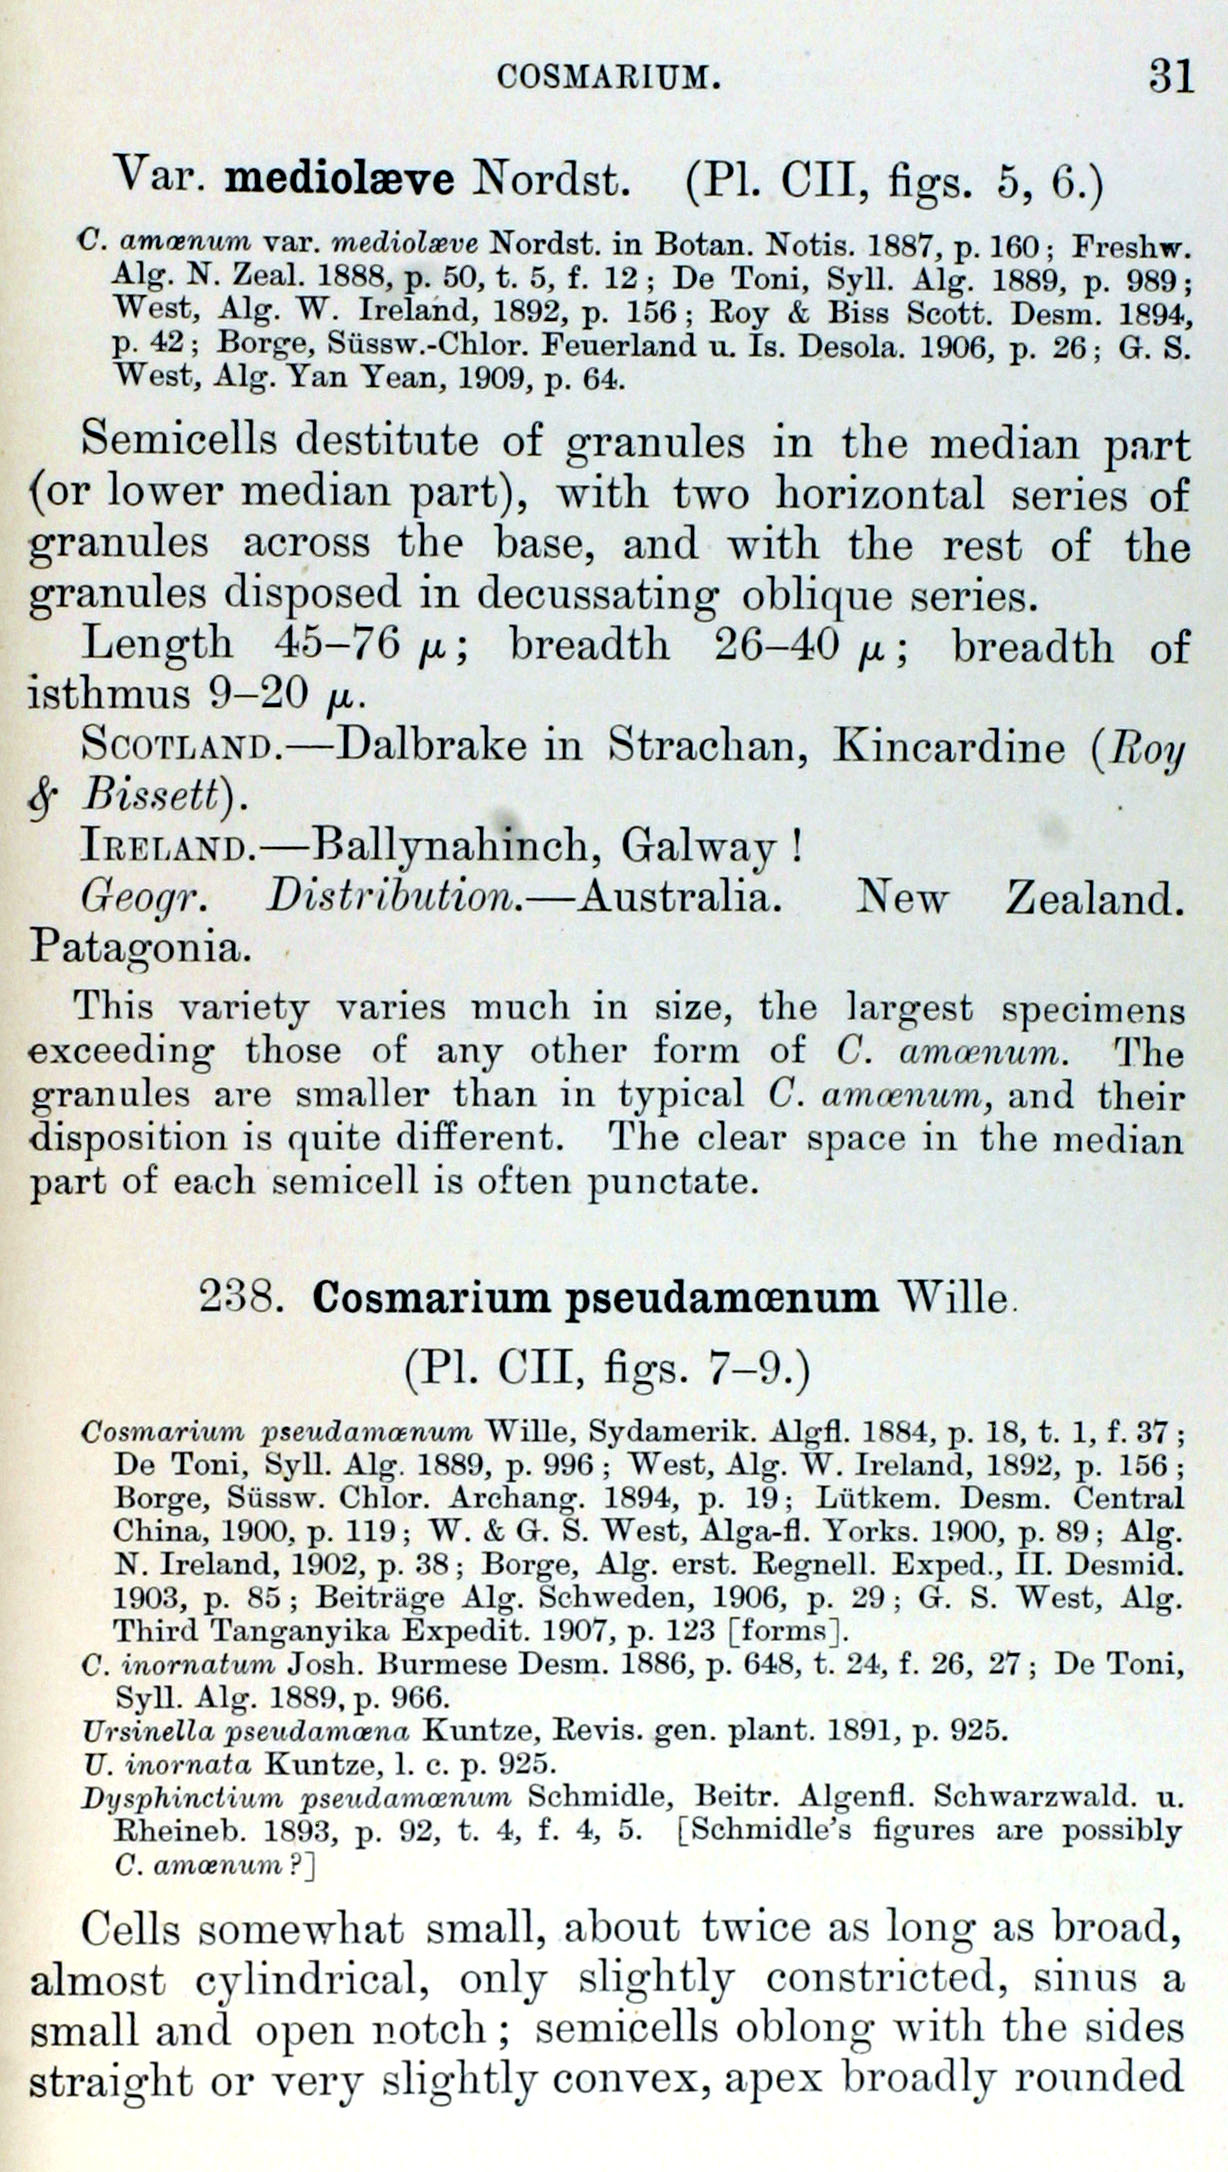 COSMARIUM. 31
Var. mediolæve Nordst. (Pl. CII, figs. 5, 6.)
C. amœnum var. mediolæve Nordst. in Botan. Notis. 1887, p. 160; Freshw.
Alg. N. Zeal. 1888, p. 50, t. 5, f. 12; De Toni, Syll. Alg. 1889, p. 989;
West, Alg. W. Ireland, 1892, p. 156; Roy & Biss Scott. Desm. 1894,
p. 42; Borge, Süssw.-Chlor. Feuerland u. Is. Desola. 1906, p. 26; G. S.
West, Alg. Yan Yean, 1909, p. 64.
Semicells destitute of granules in the median part
(or lower median part), with two horizontal series of
granules across the base, and with the rest of the
granules disposed in decussating oblique series.
Length 45–76 μ; breadth 26–40 μ; breadth of
isthmus 9–20 μ.
SCOTLAND.—Dalbrake in Strachan, Kincardine (Roy
& Bissett).
IRELAND.—Ballynahinch, Galway !
Geogr. Distribution.—Australia. New Zealand.
Patagonia.
This variety varies much in size, the largest specimens
exceeding those of any other form of C. amœnum. The
granules are smaller than in typical C. amœnum, and their
disposition is quite different. The clear space in the median
part of each semicell is often punctate.
238. Cosmarium pseudamœnum Wille.
(Pl. CII, figs. 7–9.)
Cosmarium pseudamœnum Wille, Sydamerik. Algfl. 1884, p. 18, t. 1, f. 37;
De Toni, Syll. Alg. 1889, p. 996; West, Alg. W. Ireland, 1892, p. 156;
Borge, Süssw. Chlor. Archang. 1894, p. 19; Lütkem. Desm. Central
China, 1900, p. 119; W. & G. S. West, Alga-fl. Yorks. 1900, p. 89; Alg.
N. Ireland, 1902, p. 38; Borge, Alg. erst. Regnell. Exped., II. Desmid.
1903, p. 85; Beiträge Alg. Schweden, 1906, p. 29; G. S. West, Alg.
Third Tanganyika Expedit. 1907, p. 123 [forms].
C. inornatum Josh. Burmese Desm. 1886, p. 648, t. 24, f. 26, 27; De Toni,
Syll. Alg. 1889, p. 966.
Ursinella pseudamœna Kuntze, Revis. gen. plant. 1891, p. 925.
U. inornata Kuntze, l. c. p. 925.
Dysphinctium pseudamœnum Schmidle, Beitr. Algenfl. Schwarzwald. u.
Rheineb. 1893, p. 92, t. 4, f. 4, 5. [Schmidle's figures are possibly
C. amœnum ?]
Cells somewhat small, about twice as long as broad,
almost cylindrical, only slightly constricted, sinus a
small and open notch; semicells oblong with the sides
straight or very slightly convex, apex broadly rounded